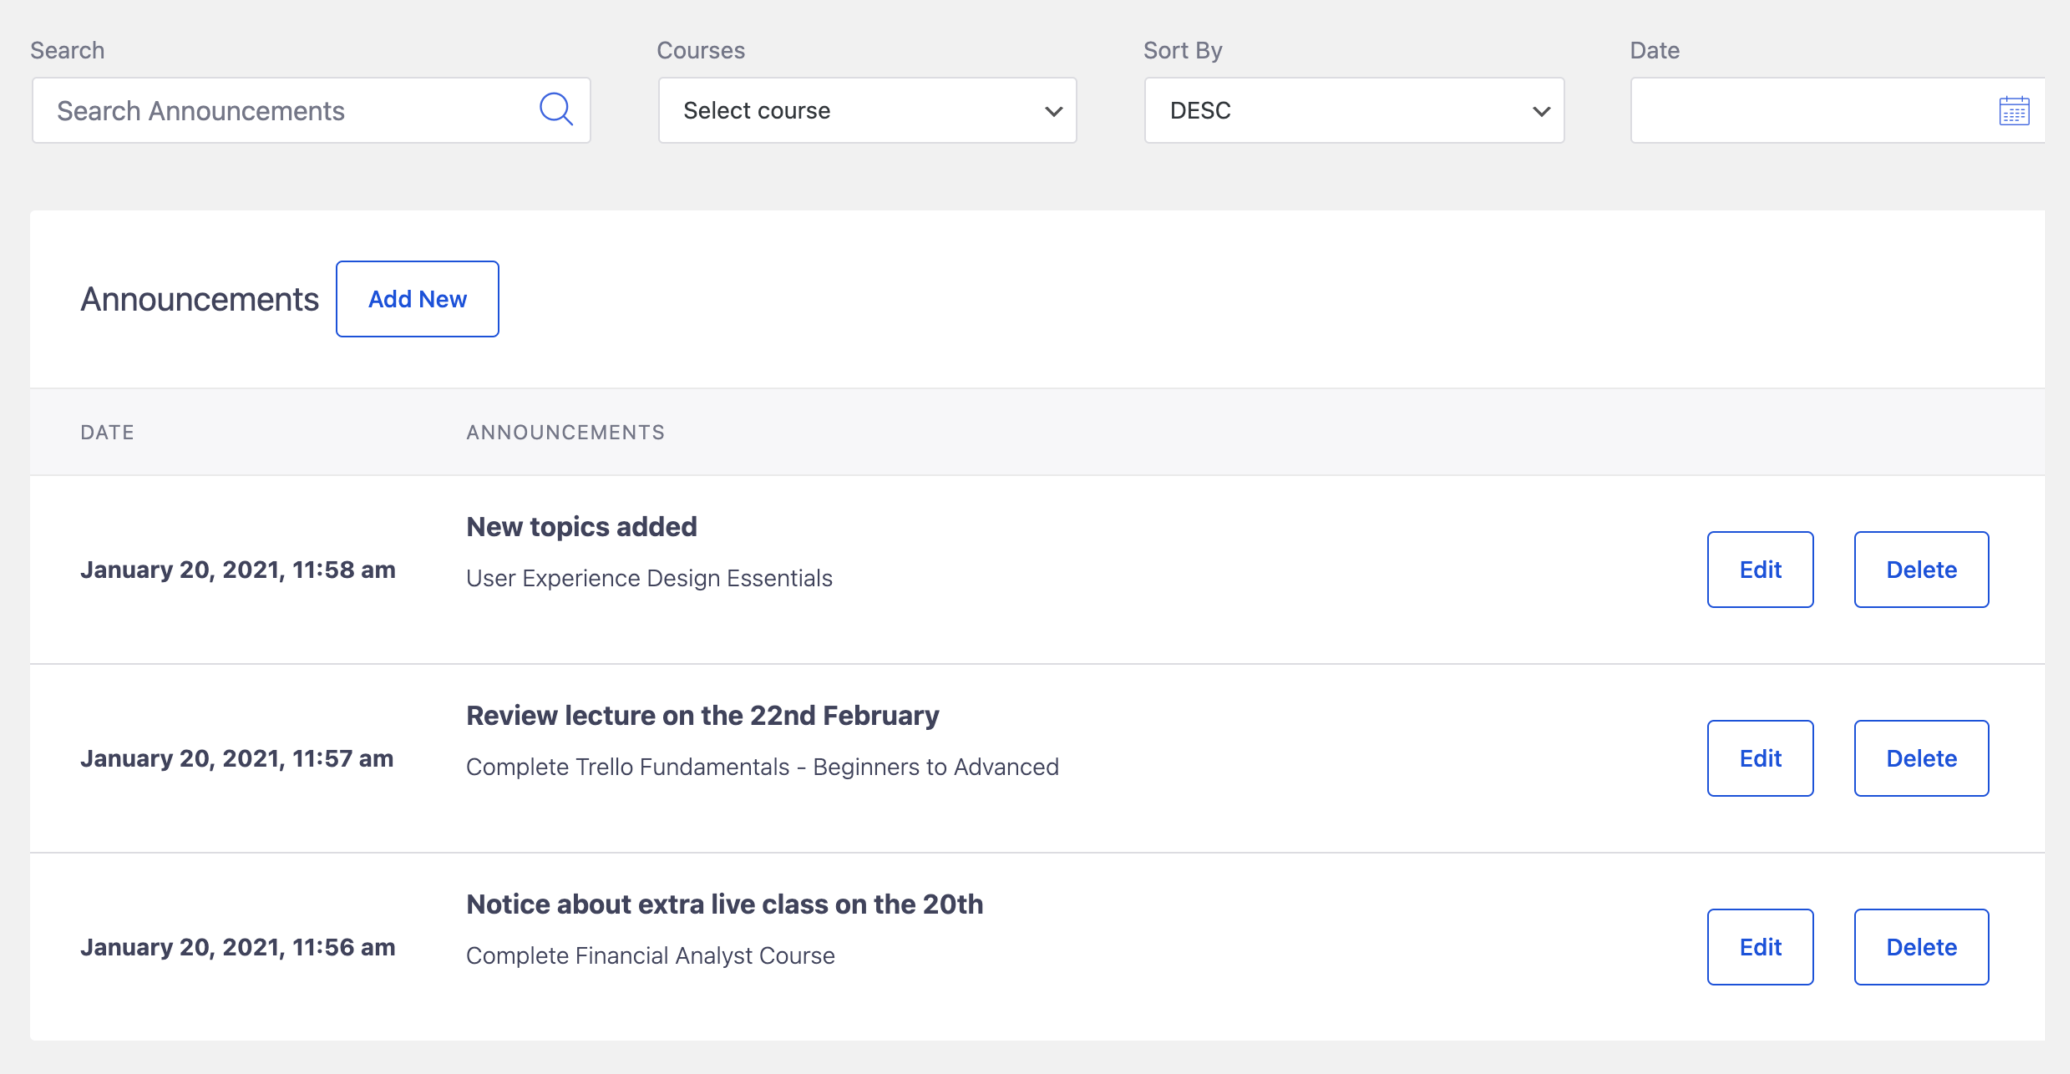 Search
Courses
Sort By
Date
Search Announcements
Select course
DESC
Announcements
Add New
DATE
ANNOUNCEMENTS
January 20, 2021, 11:58 am
New topics added
User Experience Design Essentials
Edit
Delete
January 20, 2021, 11:57 am
Review lecture on the 22nd February
Complete Trello Fundamentals - Beginners to Advanced
Edit
Delete
January 20, 2021, 11:56 am
Notice about extra live class on the 20th
Complete Financial Analyst Course
Edit
Delete